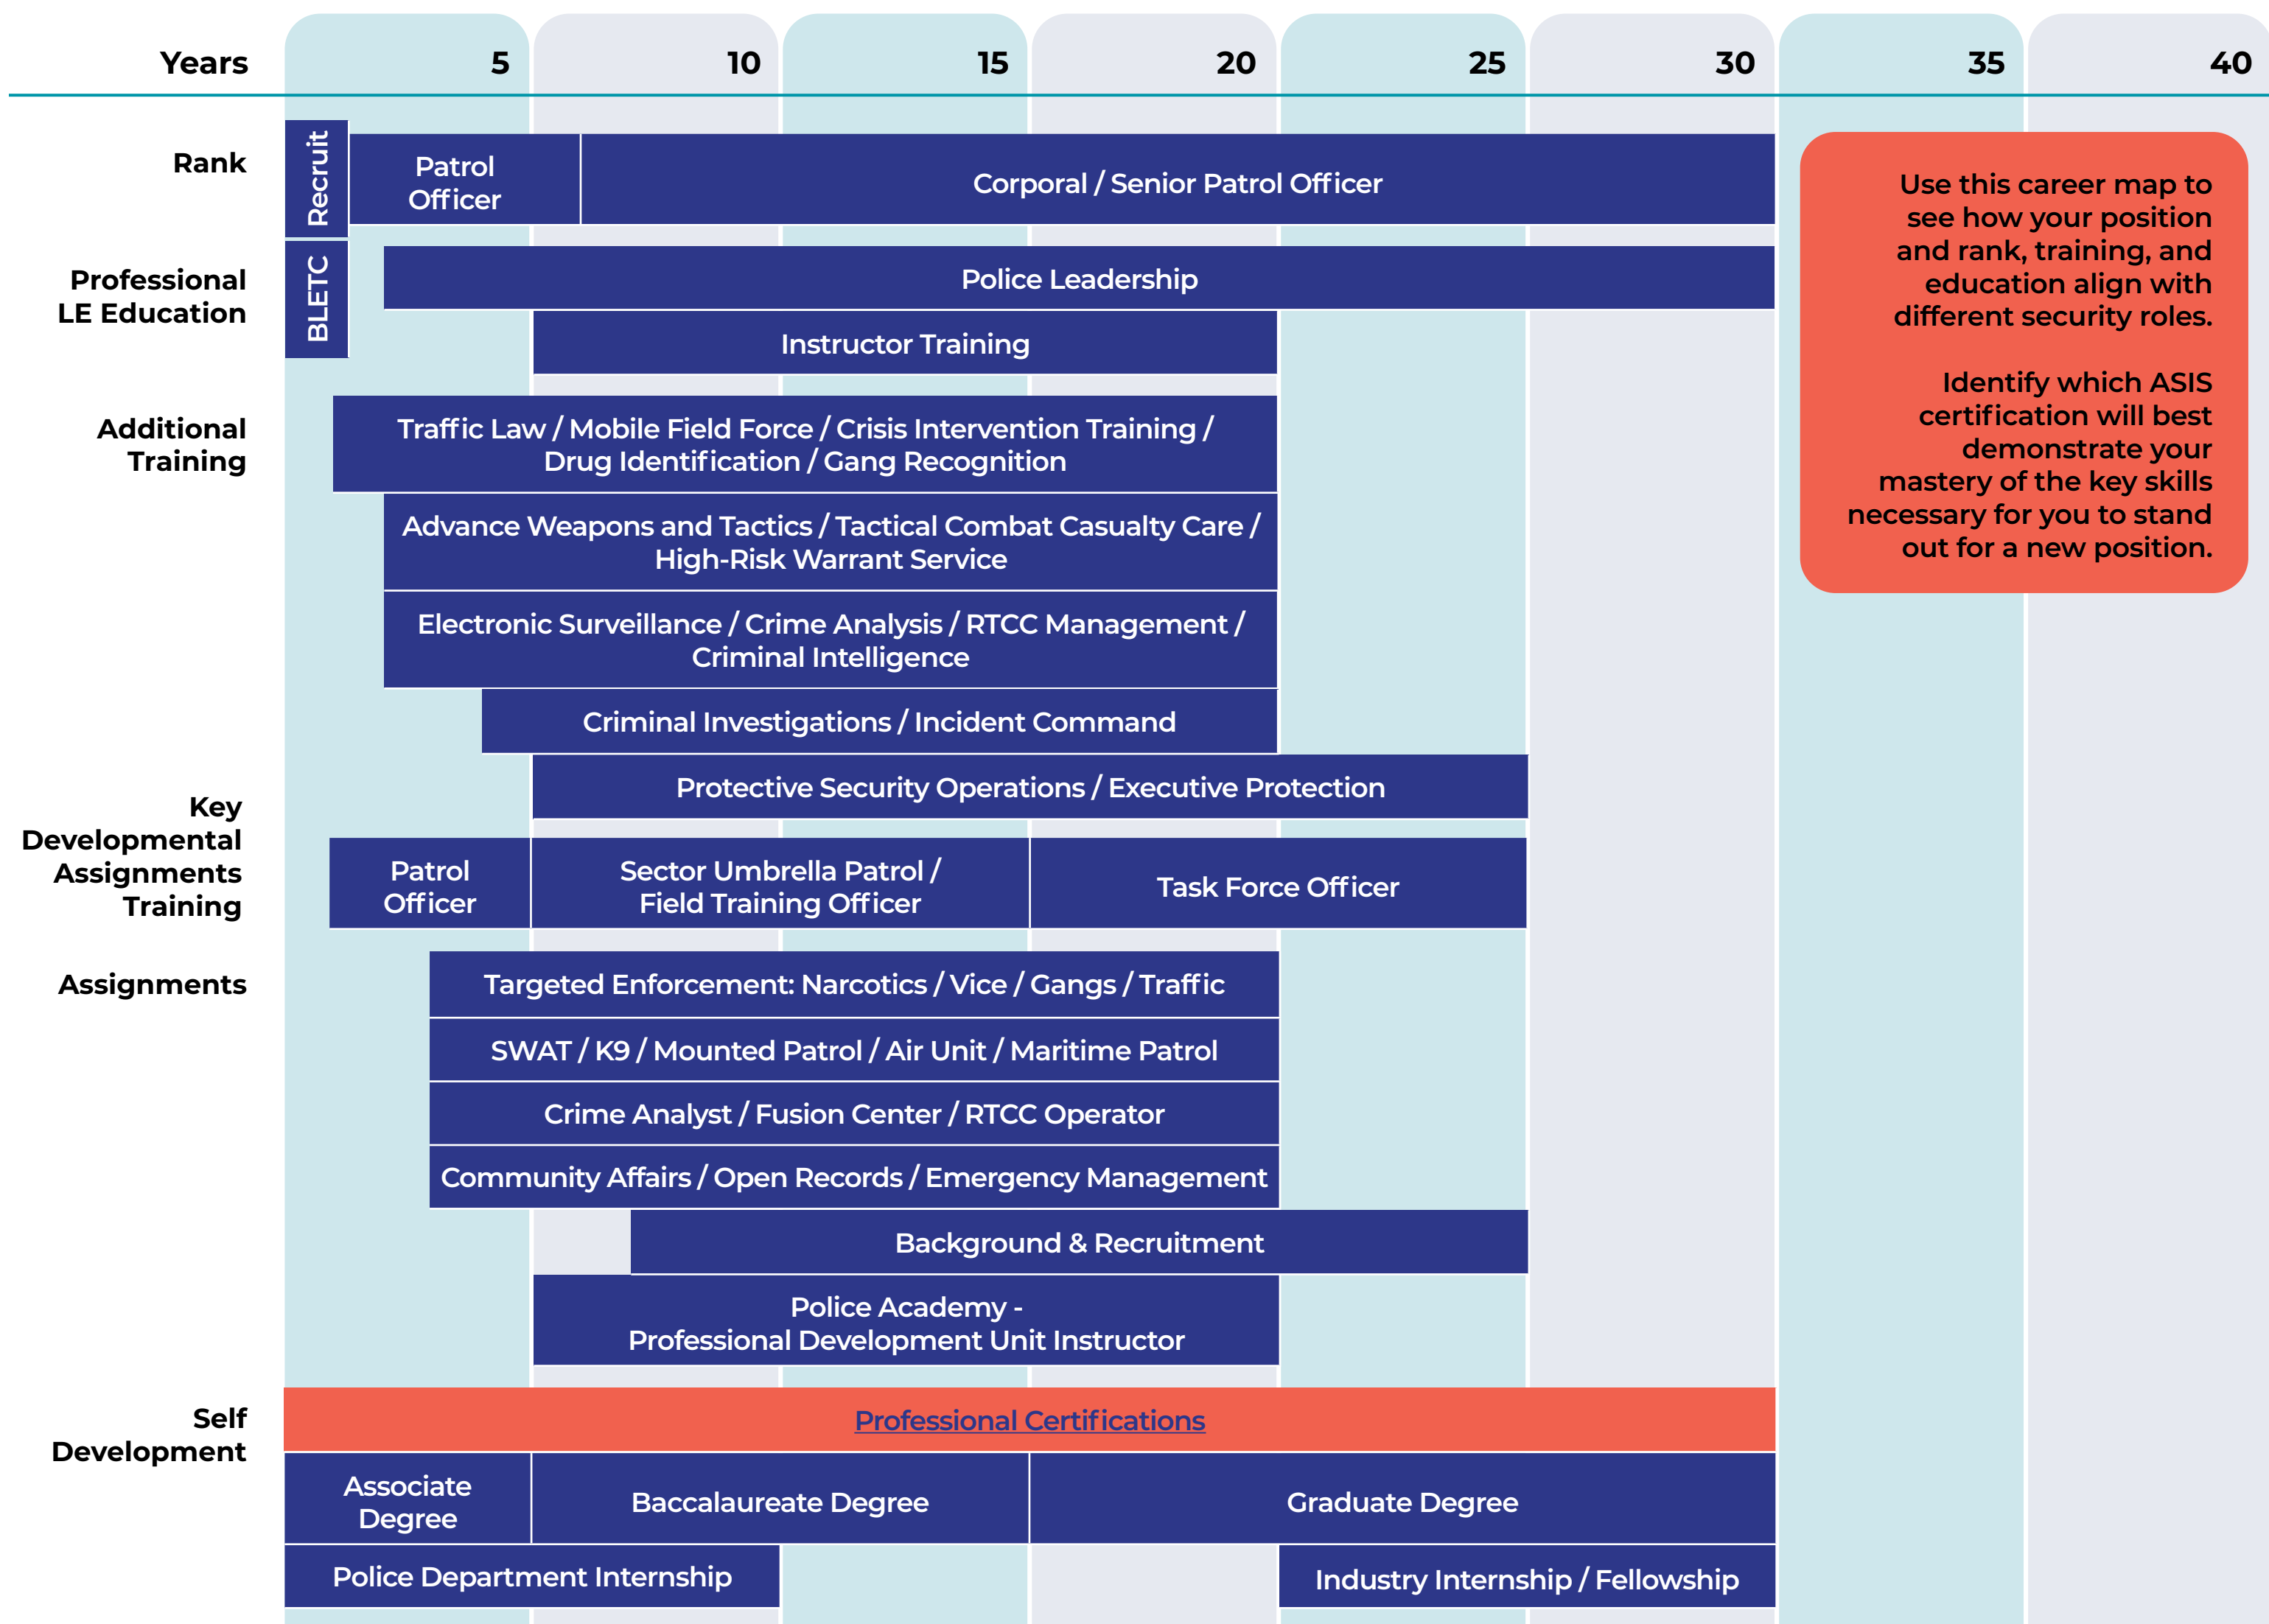 Years 5 10 15 20 25 30 35 40
Rank
Recruit
Patrol
Officer
Corporal / Senior Patrol Officer
Professional
LE Education
BLETC
Police Leadership
Instructor Training
Additional
Training
Traffic Law / Mobile Field Force / Crisis Intervention Training /
Drug Identification / Gang Recognition
Advance Weapons and Tactics / Tactical Combat Casualty Care /
High-Risk Warrant Service
Electronic Surveillance / Crime Analysis / RTCC Management /
Criminal Intelligence
Criminal Investigations / Incident Command
Protective Security Operations / Executive Protection
Key
Developmental
Assignments
Training
Patrol
Officer
Sector Umbrella Patrol /
Field Training Officer
Task Force Officer
Assignments
Targeted Enforcement: Narcotics / Vice / Gangs / Traffic
SWAT / K9 / Mounted Patrol / Air Unit / Maritime Patrol
Crime Analyst / Fusion Center / RTCC Operator
Community Affairs / Open Records / Emergency Management
Background & Recruitment
Police Academy -
Professional Development Unit Instructor
Self
Development
Professional Certifications
Associate
Degree
Baccalaureate Degree
Graduate Degree
Police Department Internship
Industry Internship / Fellowship
Use this career map to
see how your position
and rank, training, and
education align with
different security roles.
Identify which ASIS
certification will best
demonstrate your
mastery of the key skills
necessary for you to stand
out for a new position.